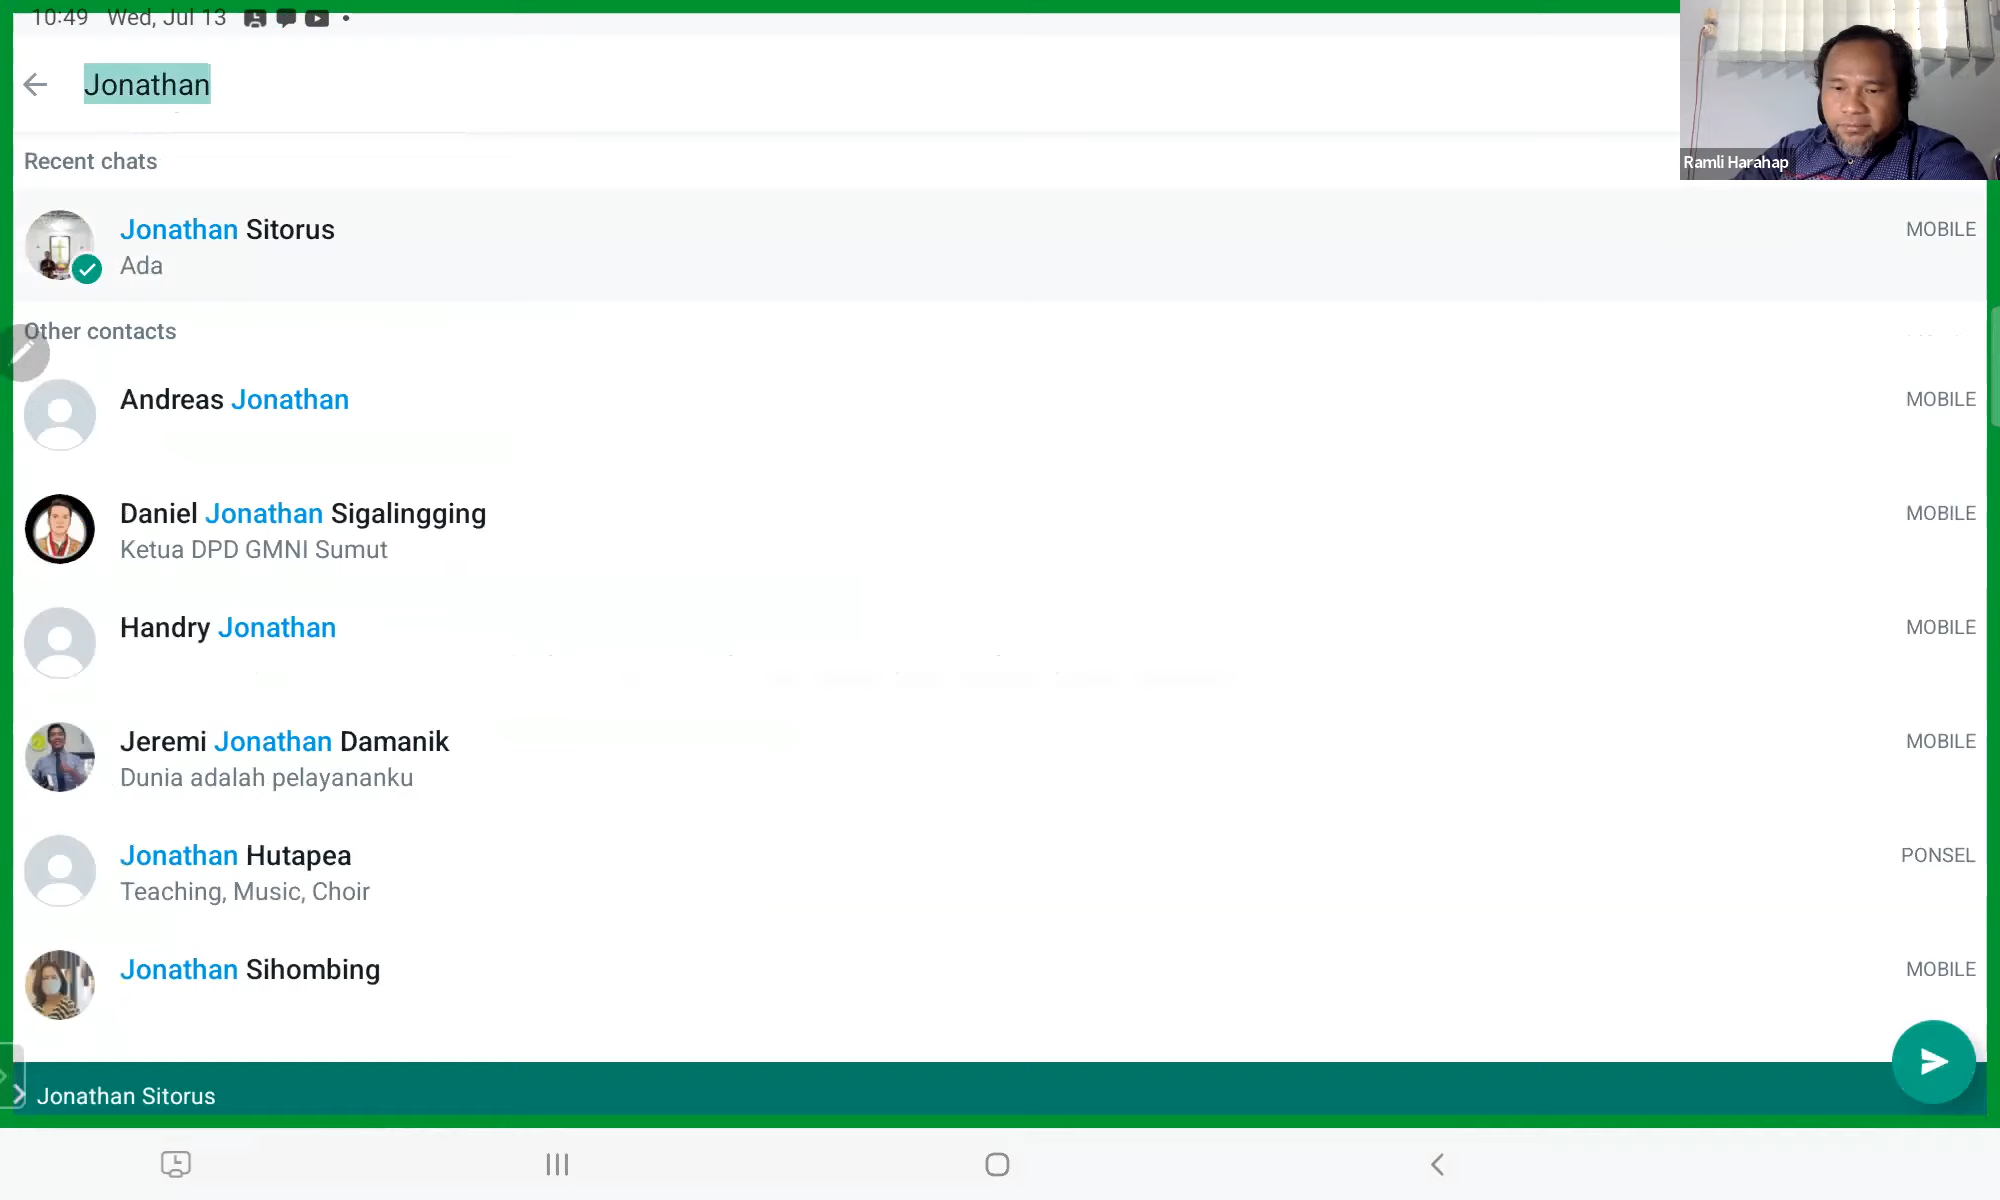 10:49 Wed, Jul 13
Jonathan
Ramli Harahap
Recent chats
Jonathan Sitorus
MOBILE
Ada
Other contacts
Andreas Jonathan
MOBILE
Daniel Jonathan Sigalingging
MOBILE
Ketua DPD GMNI Sumut
Handry Jonathan
MOBILE
Jeremi Jonathan Damanik
MOBILE
Dunia adalah pelayananku
Jonathan Hutapea
PONSEL
Teaching, Music, Choir
Jonathan Sihombing
MOBILE
Jonathan Sitorus